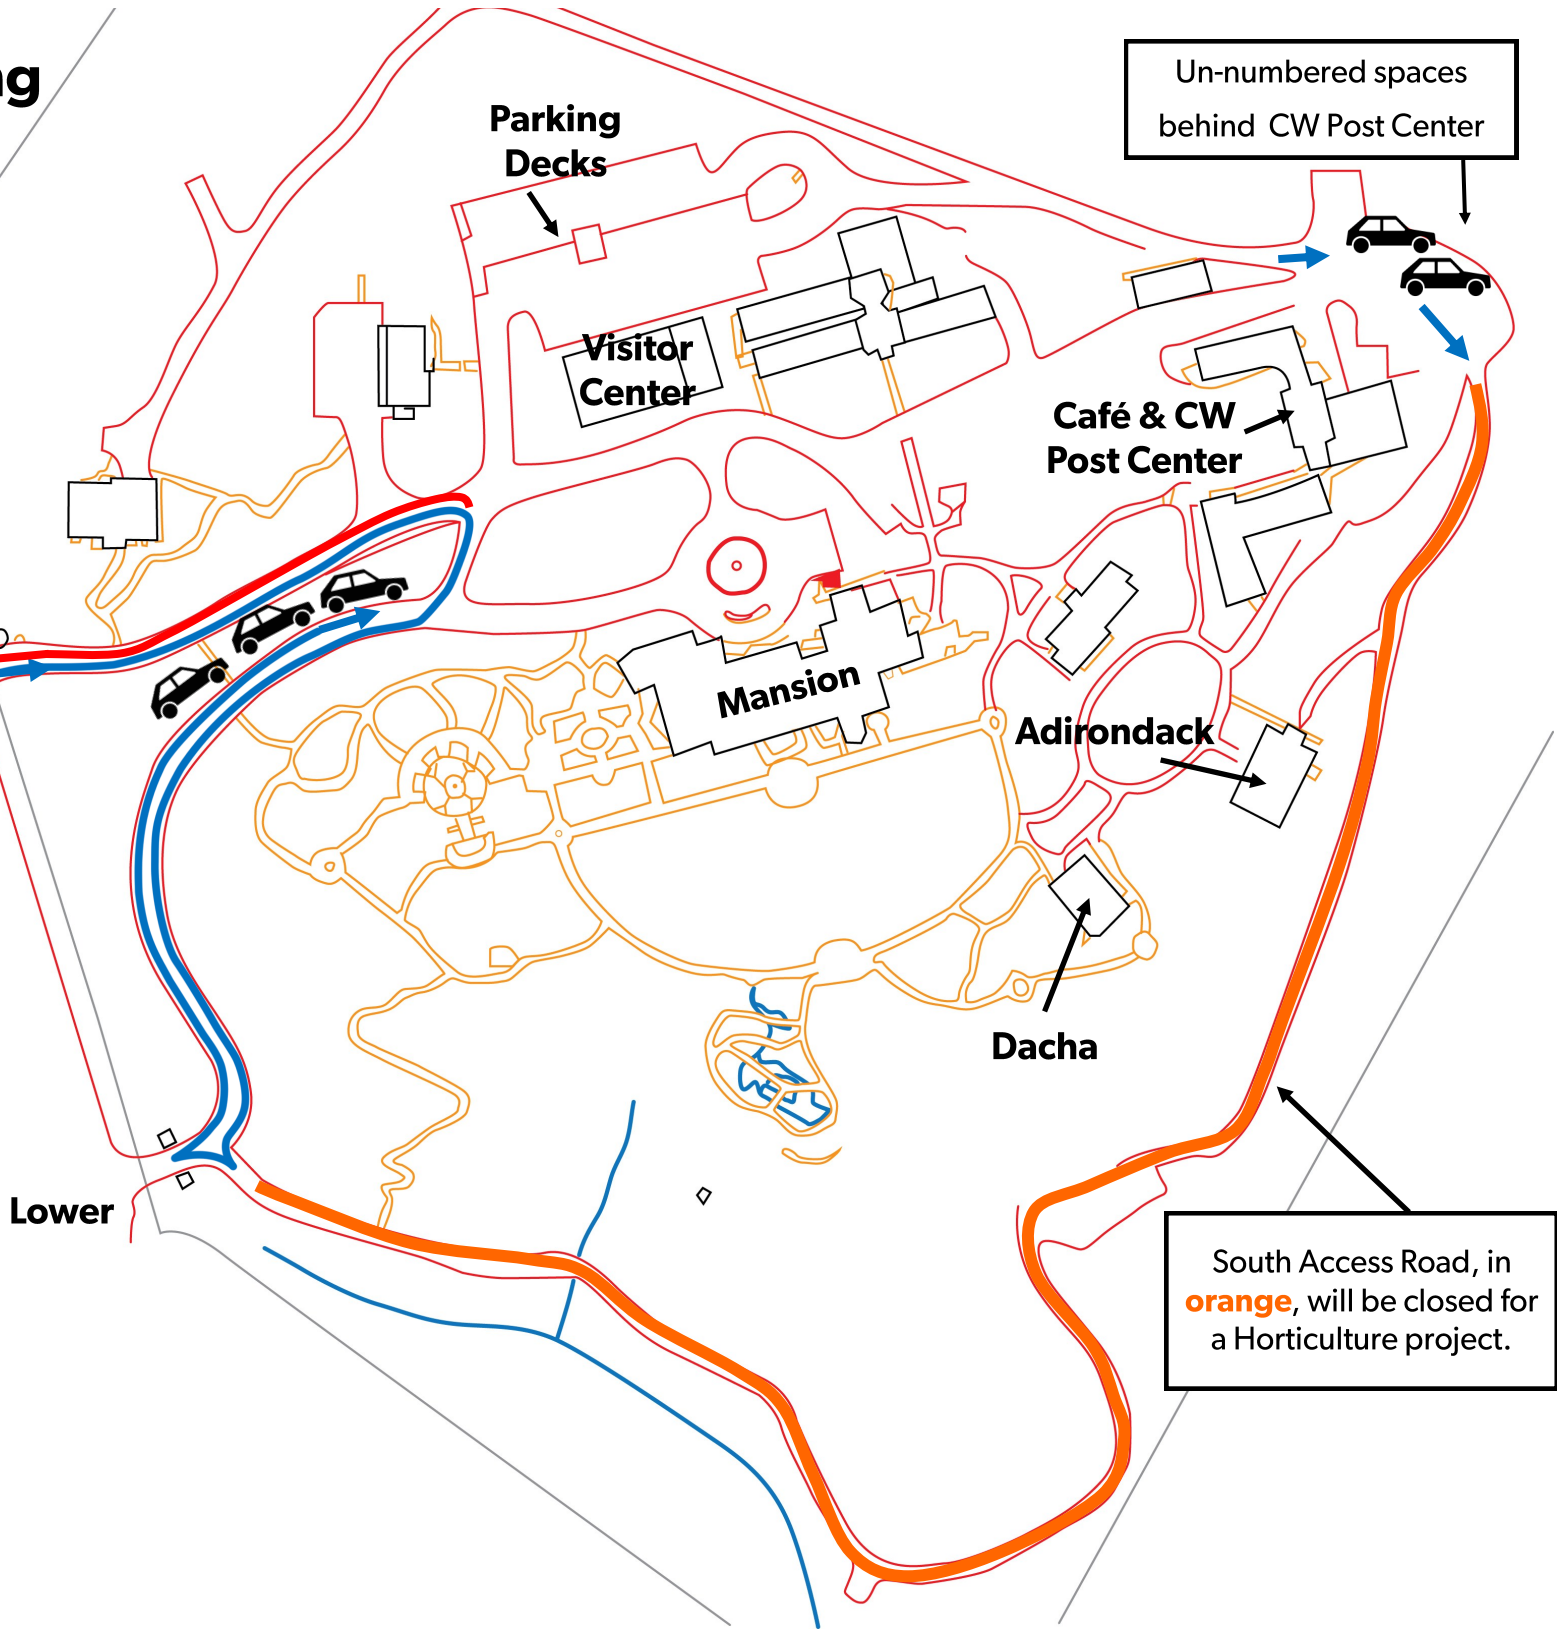 ng
Parking
Decks
Un-numbered spaces
behind CW Post Center
Visitor
Center
Café & CW
Post Center
Mansion
Adirondack
Dacha
Lower
South Access Road, in
orange, will be closed for
a Horticulture project.